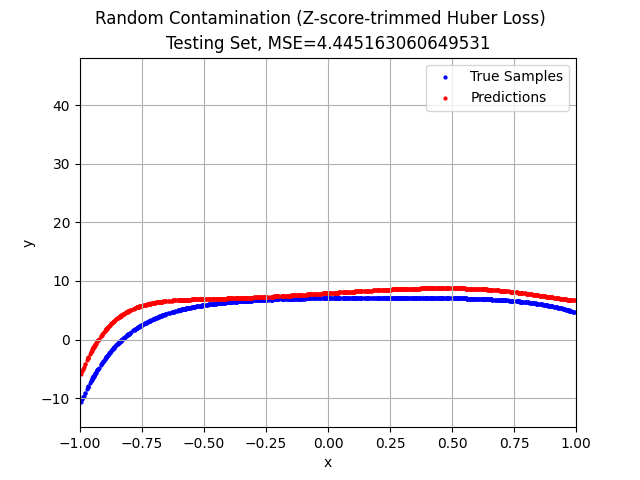 Random Contamination (Z-score-trimmed Huber Loss)
Testing Set, MSE=4.445163060649531
True Samples
Predictions
40
30
20
10
0
−10
y
−1.00
−0.75
−0.50
−0.25
0.00
0.25
0.50
0.75
1.00
x